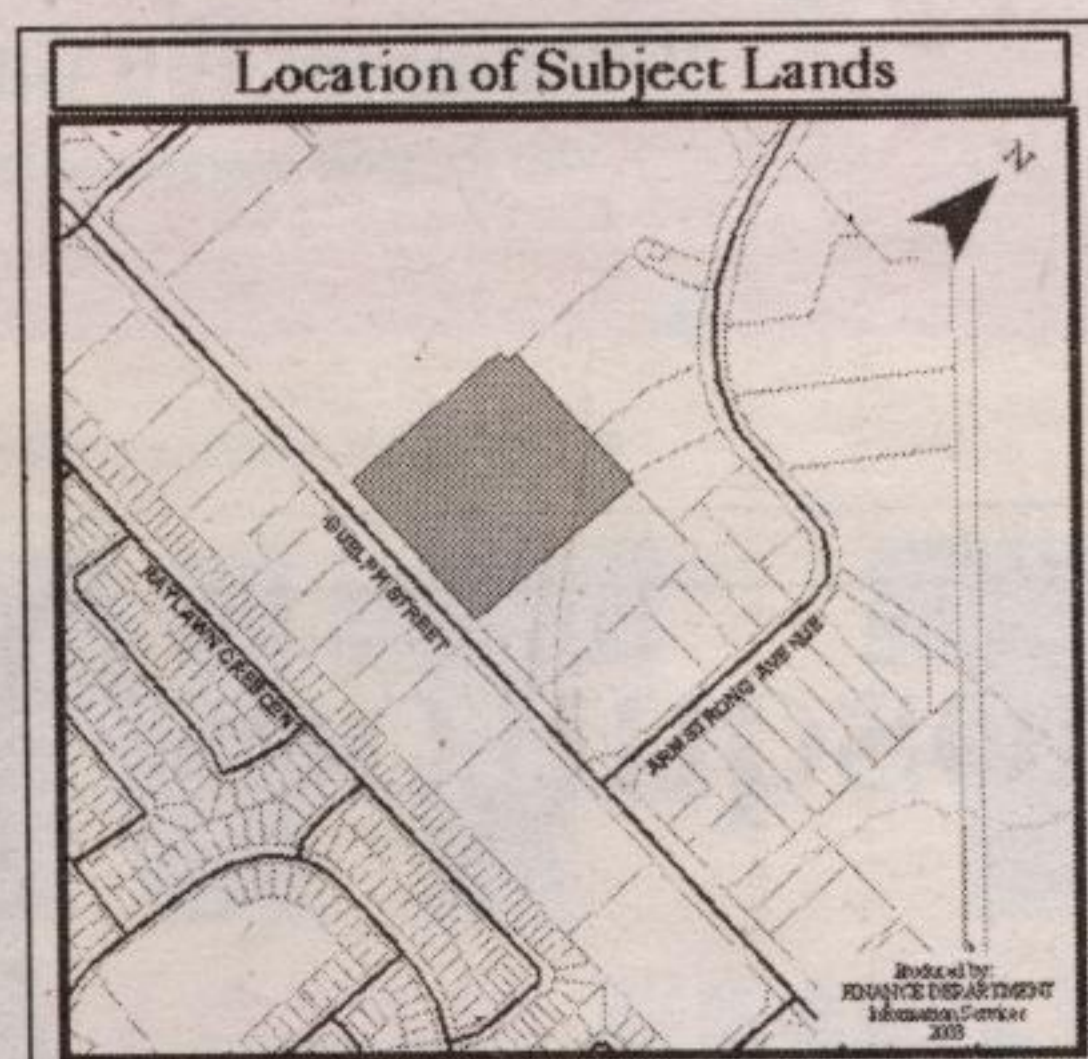 Location of Subject Lands
N
GUELPH STREET
RAYLAWN CRESCENT
ARMSTRONG AVENUE
Produced by:
FINANCE DEPARTMENT
Information Services
2003